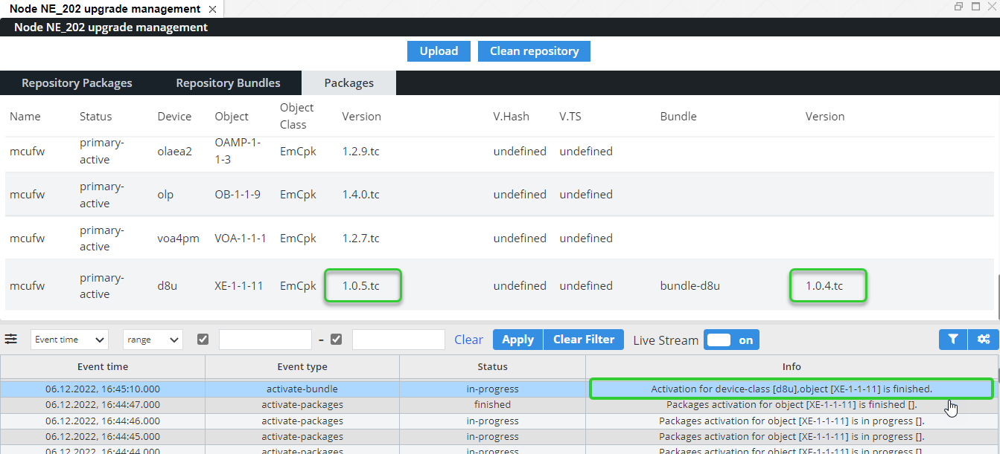 Node NE_202 upgrade management
Node NE_202 upgrade management
Upload Clean repository
Repository Packages Repository Bundles Packages
Name Status Device Object Object Class Version V.Hash V.TS Bundle Version
mcufw primary-active olaea2 OAMP-1-1-3 EmCpk 1.2.9.tc undefined undefined
mcufw primary-active olp OB-1-1-9 EmCpk 1.4.0.tc undefined undefined
mcufw primary-active voa4pm VOA-1-1-1 EmCpk 1.2.7.tc undefined undefined
mcufw primary-active d8u XE-1-1-11 EmCpk 1.0.5.tc undefined undefined bundle-d8u 1.0.4.tc
Event time range – Clear Apply Clear Filter Live Stream on
Event time Event type Status Info
06.12.2022, 16:45:10.000 activate-bundle in-progress Activation for device-class [d8u],object [XE-1-1-11] is finished.
06.12.2022, 16:44:47.000 activate-packages finished Packages activation for object [XE-1-1-11] is finished [].
06.12.2022, 16:44:46.000 activate-packages in-progress Packages activation for object [XE-1-1-11] is in progress [].
06.12.2022, 16:44:45.000 activate-packages in-progress Packages activation for object [XE-1-1-11] is in progress [].
06.12.2022, 16:44:44.000 activate-packages in-progress Packages activation for object [XE-1-1-11] is in progress [].